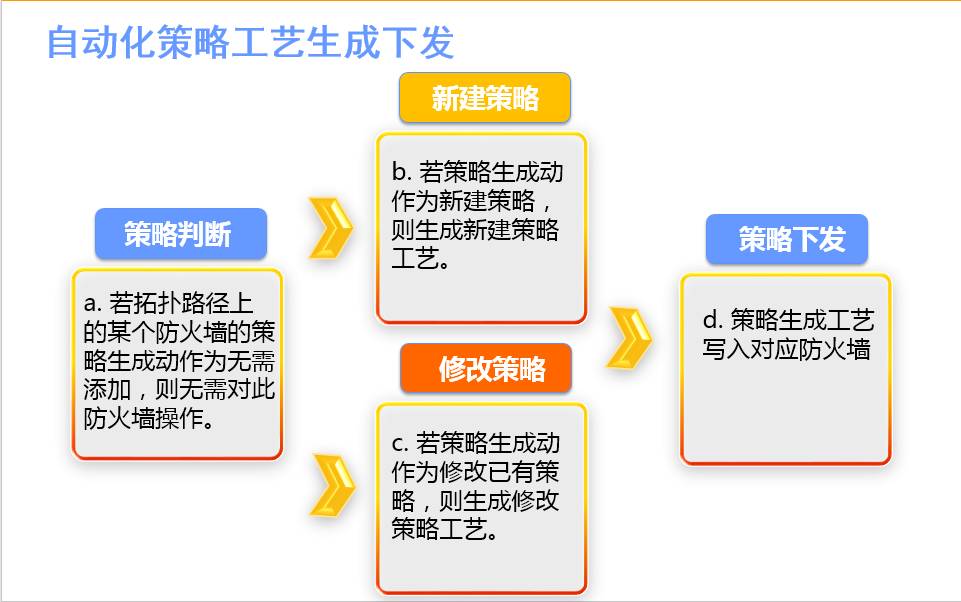 自动化策略工艺生成下发
策略判断
a. 若拓扑路径上
的某个防火墙的策
略生成动作为无需
添加，则无需对此
防火墙操作。
新建策略
b. 若策略生成动
作为新建策略，
则生成新建策略
工艺。
修改策略
c. 若策略生成动
作为修改已有策
略，则生成修改
策略工艺。
策略下发
d. 策略生成工艺
写入对应防火墙